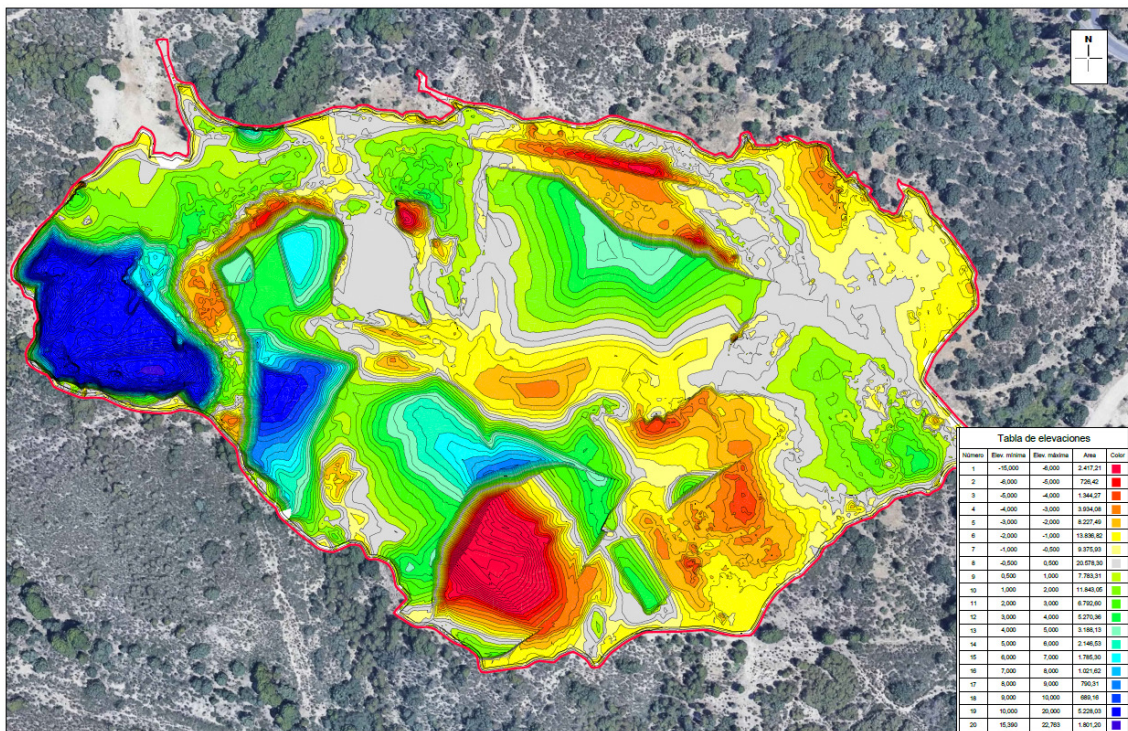 N
Tabla de elevaciones
Número Elev. mínima Elev. máxima Area Color
1 -15,000 -6,000 2.417,21
2 -6,000 -5,000 726,42
3 -5,000 -4,000 1.344,27
4 -4,000 -3,000 3.934,08
5 -3,000 -2,000 8.227,49
6 -2,000 -1,000 13.836,82
7 -1,000 -0,500 9.375,93
8 -0,500 0,500 20.578,30
9 0,500 1,000 7.783,31
10 1,000 2,000 11.843,05
11 2,000 3,000 8.792,60
12 3,000 4,000 5.270,36
13 4,000 5,000 3.188,13
14 5,000 6,000 2.146,53
15 6,000 7,000 1.785,30
16 7,000 8,000 1.021,62
17 8,000 9,000 790,31
18 9,000 10,000 689,16
19 10,000 20,000 5.228,03
20 15,390 22,763 1.801,20